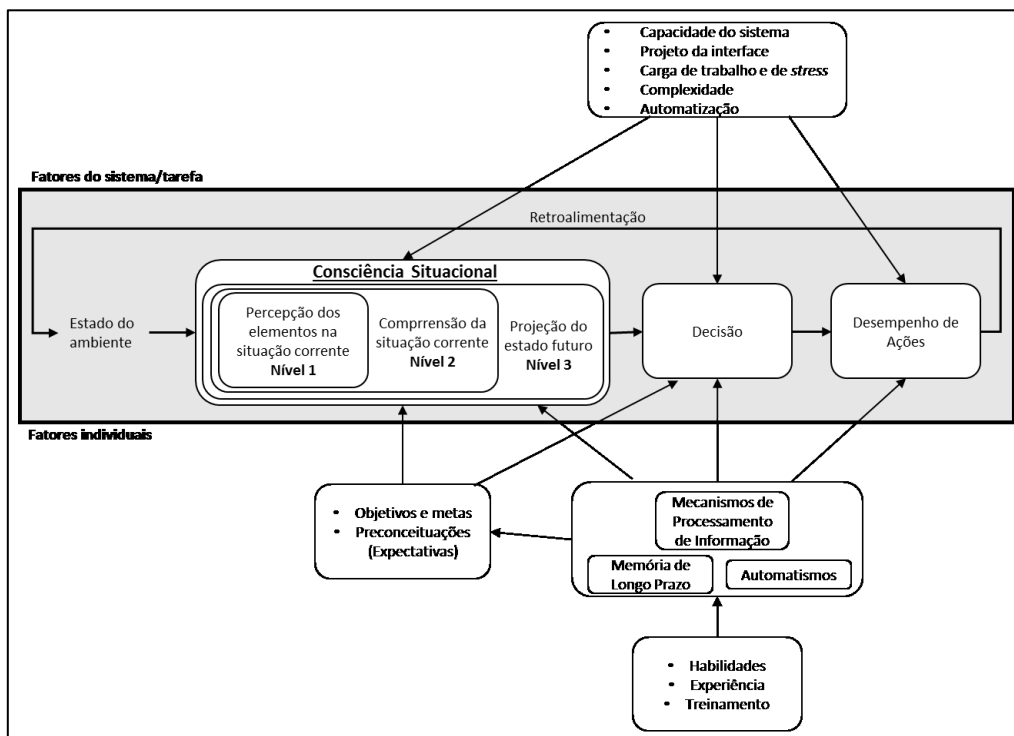 • Capacidade do sistema
• Projeto da interface
• Carga de trabalho e de stress
• Complexidade
• Automatização
Fatores do sistema/tarefa
Retroalimentação
Consciência Situacional
Estado do
ambiente
Percepção dos
elementos na
situação corrente
Nível 1
Comprrensão da
situação corrente
Nível 2
Projeção do
estado futuro
Nível 3
Decisão
Desempenho de
Ações
Fatores individuais
• Objetivos e metas
• Preconceituações
(Expectativas)
Mecanismos de
Processamento
de Informação
Memória de
Longo Prazo
Automatismos
• Habilidades
• Experiência
• Treinamento